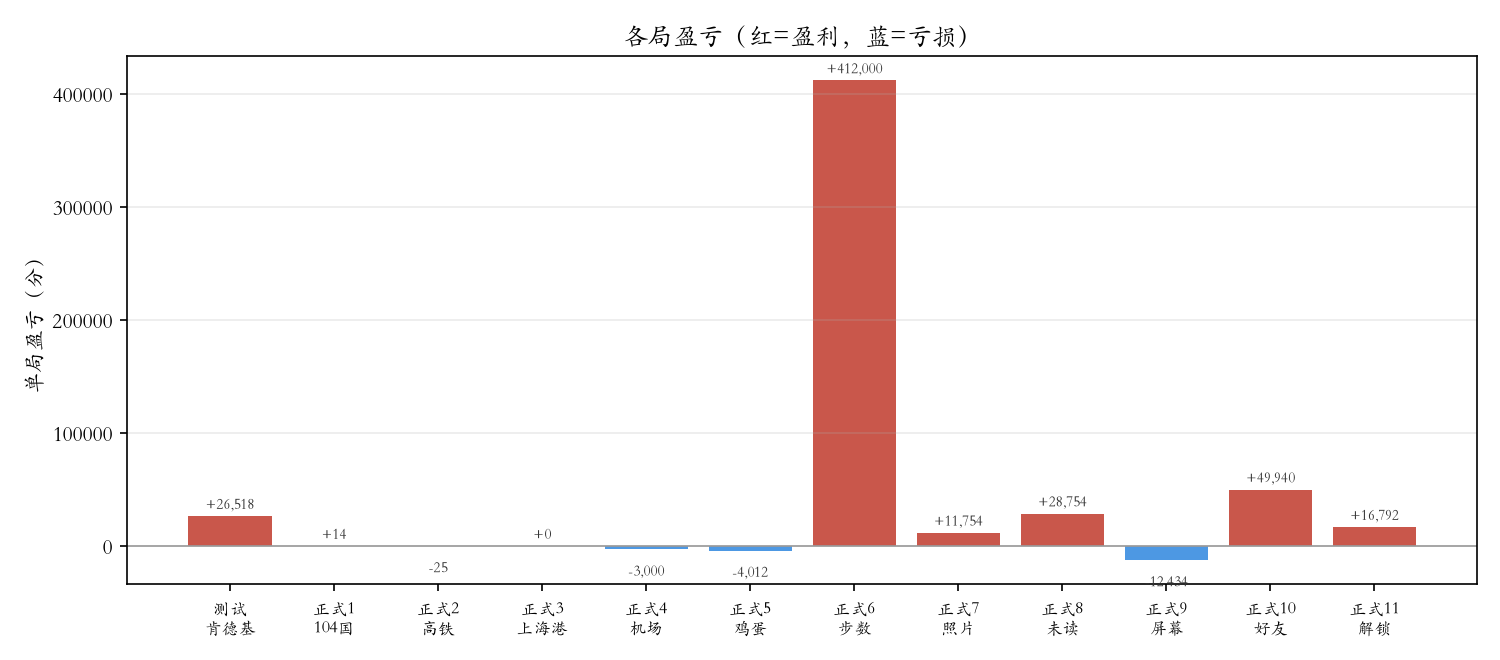 各局盈亏（红=盈利，蓝=亏损）
单局盈亏（分）
400000
300000
200000
100000
0
+26,518
+14
-25
+0
-3,000
-4,012
+412,000
+11,754
+28,754
-12,434
+49,940
+16,792
测试
肯德基
正式1
104国
正式2
高铁
正式3
上海港
正式4
机场
正式5
鸡蛋
正式6
步数
正式7
照片
正式8
未读
正式9
屏幕
正式10
好友
正式11
解锁